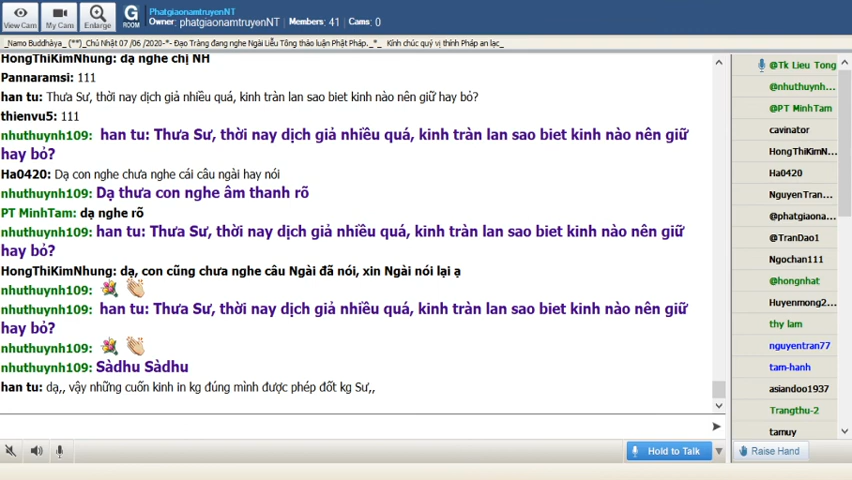 PhatgiaonamtruyenNT
Owner: phatgiaonamtruyenNT   Members: 41   Cams: 0
View Cam
My Cam
Enlarge
G ROOM
_Namo Buddhàya_ (**)_Chủ Nhật 07 /06 /2020-*- Đạo Tràng đang nghe Ngài Liễu Tông thảo luận Phật Pháp._*_   Kính chúc quý vị thính Pháp an lạc_
HongThiKimNhung: dạ nghe chị NH
Pannaramsi: 111
han tu: Thưa Sư, thời nay dịch giả nhiều quá, kinh tràn lan sao biet kinh nào nên giữ hay bỏ?
thienvu5: 111
nhuthuynh109: han tu: Thưa Sư, thời nay dịch giả nhiều quá, kinh tràn lan sao biet kinh nào nên giữ
hay bỏ?
Ha0420: Dạ con nghe chưa nghe cái câu ngài hay nói
nhuthuynh109: Dạ thưa con nghe âm thanh rõ
PT MinhTam: dạ nghe rõ
nhuthuynh109: han tu: Thưa Sư, thời nay dịch giả nhiều quá, kinh tràn lan sao biet kinh nào nên giữ
hay bỏ?
HongThiKimNhung: dạ, con cũng chưa nghe câu Ngài đã nói, xin Ngài nói lại ạ
nhuthuynh109:
nhuthuynh109: han tu: Thưa Sư, thời nay dịch giả nhiều quá, kinh tràn lan sao biet kinh nào nên giữ
hay bỏ?
nhuthuynh109:
nhuthuynh109: Sàdhu Sàdhu
han tu: dạ,, vậy những cuốn kinh in kg đúng mình được phép đốt kg Sư,,
@Tk Lieu Tong
@nhuthuynh...
@PT MinhTam
cavinator
HongThiKimN...
Ha0420
NguyenTran...
@phatgiaona...
@TranDao1
Ngochan111
@hongnhat
Huyenmong2...
thy lam
nguyentran77
tam-hanh
asiandoo1937
Trangthu-2
tamuy
Hold to Talk
Raise Hand